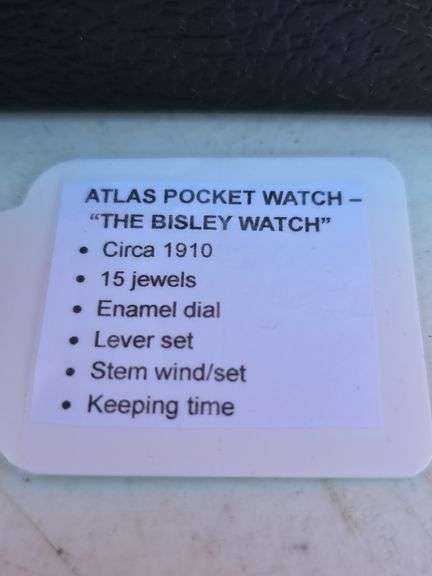 ATLAS POCKET WATCH –
“THE BISLEY WATCH”
• Circa 1910
• 15 jewels
• Enamel dial
• Lever set
• Stem wind/set
• Keeping time